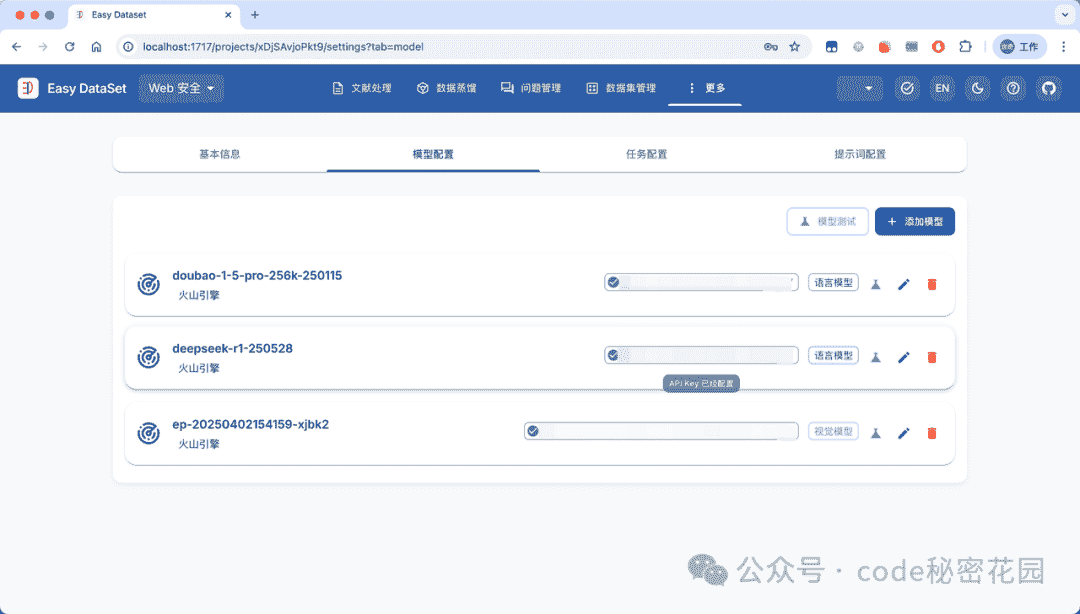 Easy Dataset
localhost:1717/projects/xDjSAvjoPkt9/settings?tab=model
工作
Easy DataSet
Web 安全
文献处理
数据蒸馏
问题管理
数据集管理
更多
EN
基本信息
模型配置
任务配置
提示词配置
模型测试
添加模型
doubao-1-5-pro-256k-250115
火山引擎
语言模型
deepseek-r1-250528
火山引擎
语言模型
API Key 已经配置
ep-20250402154159-xjbk2
火山引擎
视觉模型
公众号 · code秘密花园